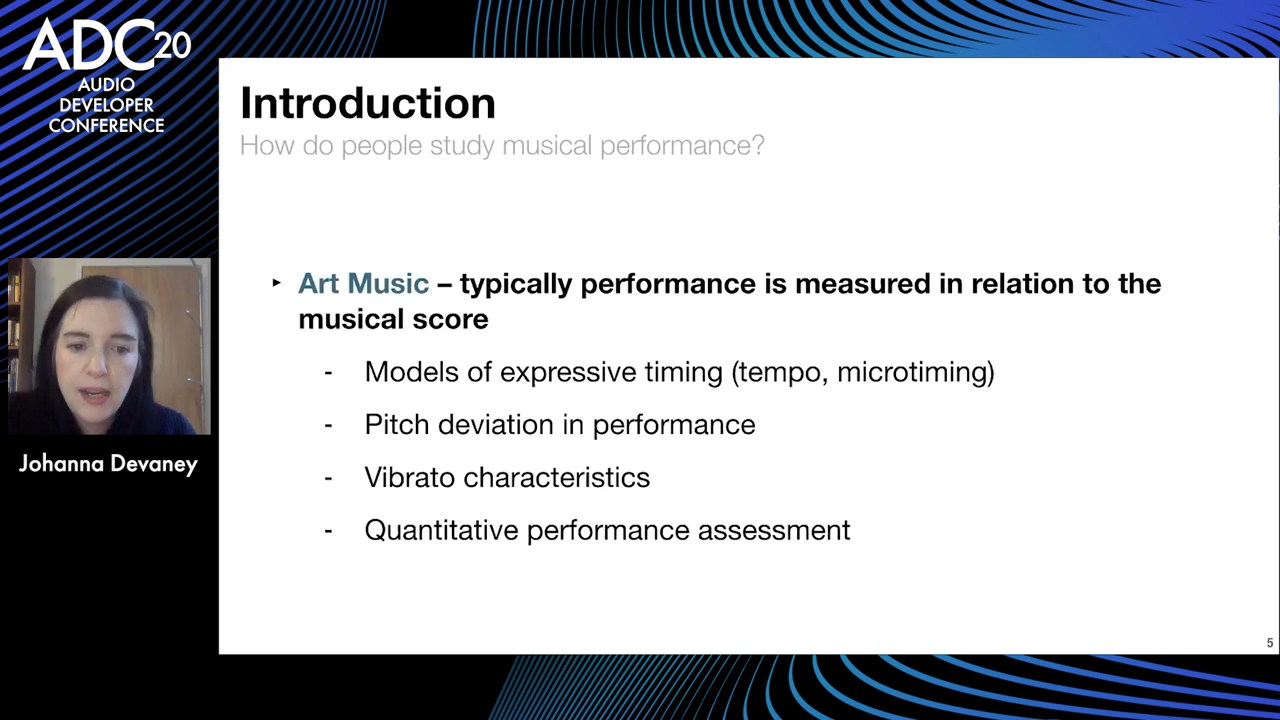 ADC20
AUDIO
DEVELOPER
CONFERENCE
Introduction
How do people study musical performance?
‣ Art Music – typically performance is measured in relation to the
musical score
- Models of expressive timing (tempo, microtiming)
- Pitch deviation in performance
- Vibrato characteristics
- Quantitative performance assessment
Johanna Devaney
5